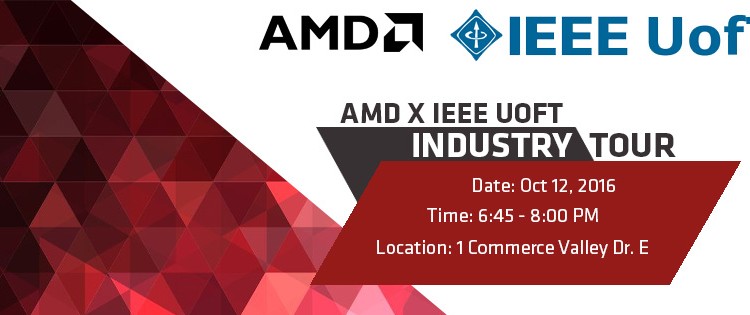 AMD IEEE Uof
AMD X IEEE UOFT
INDUSTRY TOUR
Date: Oct 12, 2016
Time: 6:45 - 8:00 PM
Location: 1 Commerce Valley Dr. E